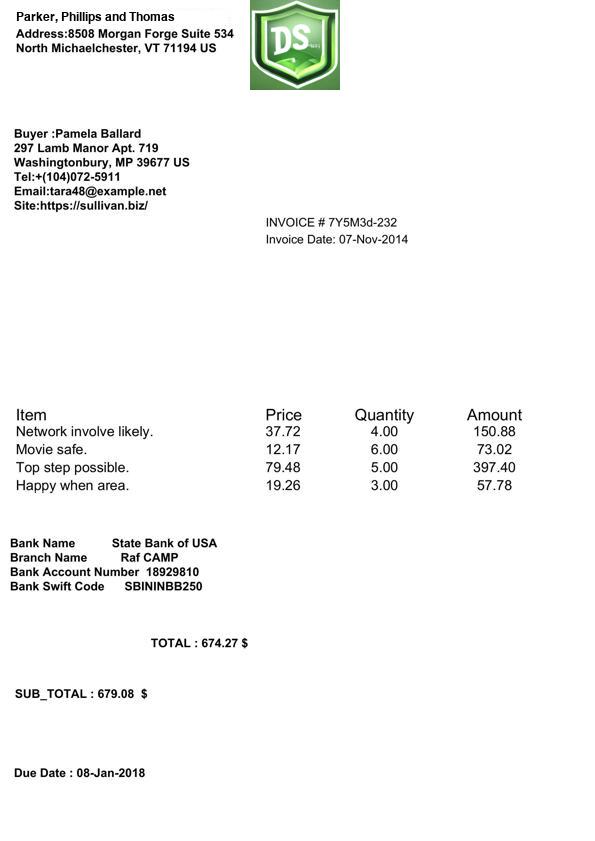 Parker, Phillips and Thomas
Address:8508 Morgan Forge Suite 534
North Michaelchester, VT 71194 US
DS
Buyer :Pamela Ballard
297 Lamb Manor Apt. 719
Washingtonbury, MP 39677 US
Tel:+(104)072-5911
Email:tara48@example.net
Site:https://sullivan.biz/
INVOICE # 7Y5M3d-232
Invoice Date: 07-Nov-2014
Item Price Quantity Amount
Network involve likely. 37.72 4.00 150.88
Movie safe. 12.17 6.00 73.02
Top step possible. 79.48 5.00 397.40
Happy when area. 19.26 3.00 57.78
Bank Name State Bank of USA
Branch Name Raf CAMP
Bank Account Number 18929810
Bank Swift Code SBININBB250
TOTAL : 674.27 $
SUB_TOTAL : 679.08 $
Due Date : 08-Jan-2018